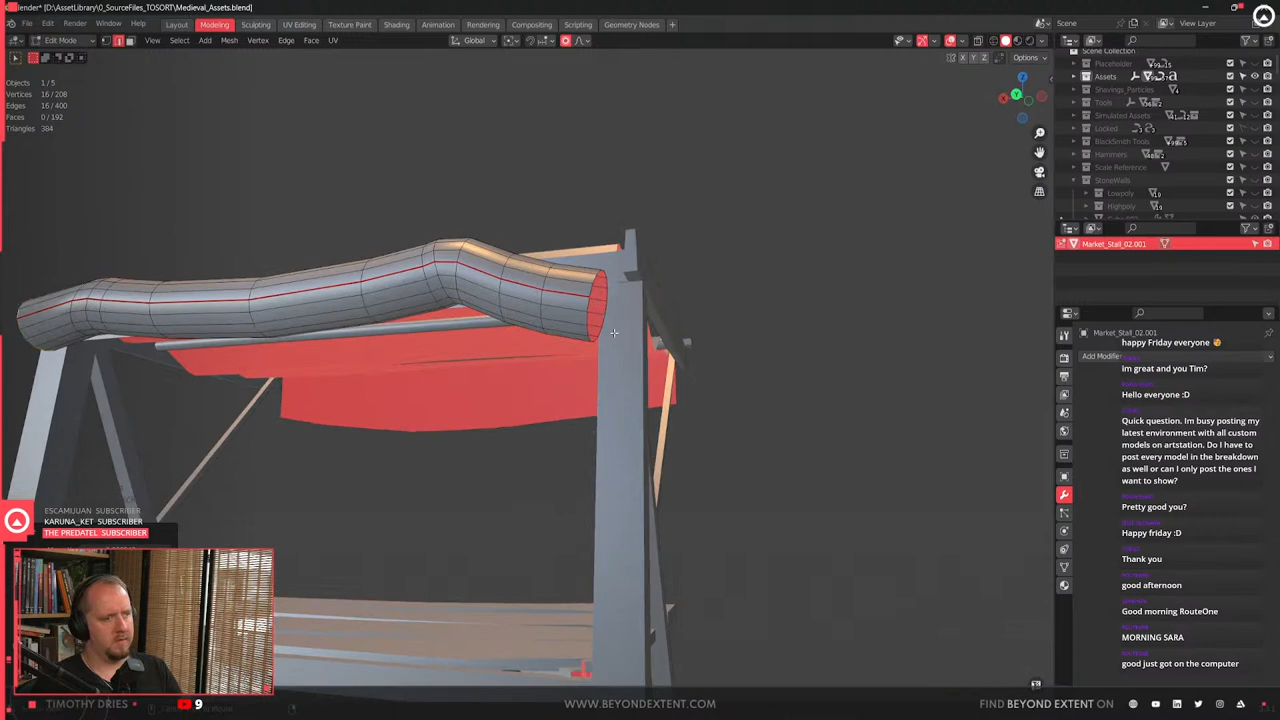 Blender* [D:\AssetLibrary\0_SourceFiles_TOSORT\Medieval_Assets.blend]
File Edit Render Window Help Layout Modeling Sculpting UV Editing Texture Paint Shading Animation Rendering Compositing Scripting Geometry Nodes +
Scene
View Layer
Edit Mode
View Select Add Mesh Vertex Edge Face UV
Global
X Y Z
Options
Objects 1/5
Vertices 16/208
Edges 16/400
Faces 0/192
Triangles 384
Scene Collection
Placeholder
Assets
Shavings_Particles
Tools
Simulated Assets
Locked
BlackSmith Tools
Hammers
Scale Reference
StoneWalls
Lowpoly
Highpoly
Market_Stall_02.001
Market_Stall_02.001
Add Modifier
happy Friday everyone
im great and you Tim?
Hello everyone :D
Quick question. Im busy posting my
latest environment with all custom
models on artstation. Do I have to
post every model in the breakdown
as well or can I only post the ones I
want to show?
Pretty good you?
Happy friday :D
Thank you
good afternoon
Good morning RouteOne
MORNING SARA
good just got on the computer
ESCAMIJUAN SUBSCRIBER
KARUNA_KET SUBSCRIBER
THE PREDATEL SUBSCRIBER
TIMOTHY DRIES
9
WWW.BEYONDEXTENT.COM
FIND BEYOND EXTENT ON